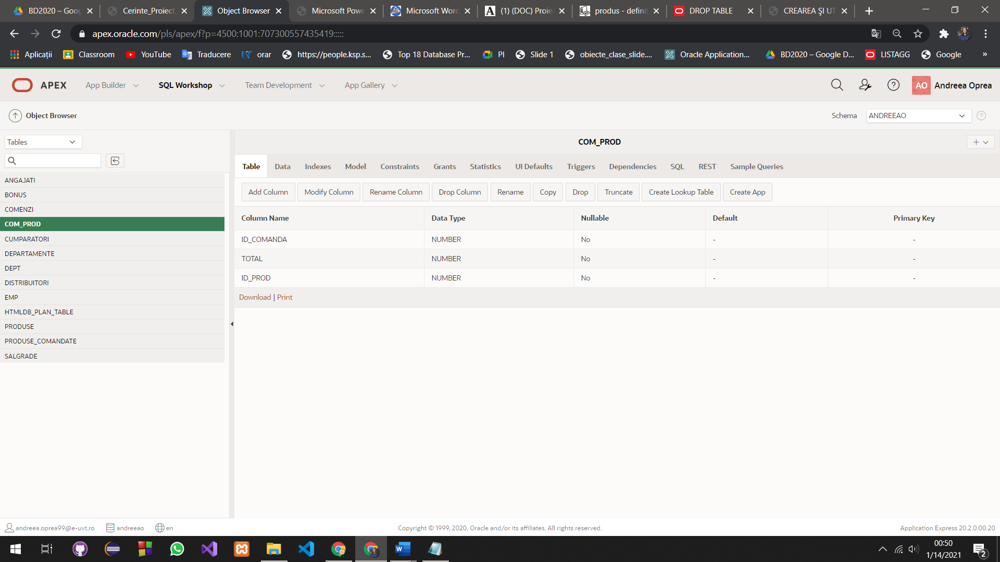 BD2020 – Goog
Cerinte_Proiect
Object Browser
Microsoft Powe
Microsoft Word
(1) (DOC) Proie
produs - definit
DROP TABLE
CREAREA ŞI UT
apex.oracle.com/pls/apex/f?p=4500:1001:707300557435419:::::
Aplicații
Classroom
YouTube
Traducere
orar
https://people.ksp.s...
Top 18 Database Pr...
PI
Slide 1
obiecte_clase_slide....
Oracle Application...
BD2020 – Google D...
LISTAGG
Google
»
APEX
App Builder
SQL Workshop
Team Development
App Gallery
AO
Andreea Oprea
Object Browser
Schema
ANDREEAO
Tables
COM_PROD
Table
Data
Indexes
Model
Constraints
Grants
Statistics
UI Defaults
Triggers
Dependencies
SQL
REST
Sample Queries
Add Column
Modify Column
Rename Column
Drop Column
Rename
Copy
Drop
Truncate
Create Lookup Table
Create App
ANGAJATI
BONUS
COMENZI
COM_PROD
CUMPARATORI
DEPARTAMENTE
DEPT
DISTRIBUITORI
EMP
HTMLDB_PLAN_TABLE
PRODUSE
PRODUSE_COMANDATE
SALGRADE
Column Name Data Type Nullable Default Primary Key
ID_COMANDA NUMBER No - -
TOTAL NUMBER No - -
ID_PROD NUMBER No - -
Download | Print
andreea.oprea99@e-uvt.ro
andreeao
en
Copyright © 1999, 2020, Oracle and/or its affiliates. All rights reserved.
Application Express 20.2.0.00.20
00:50
1/14/2021
2